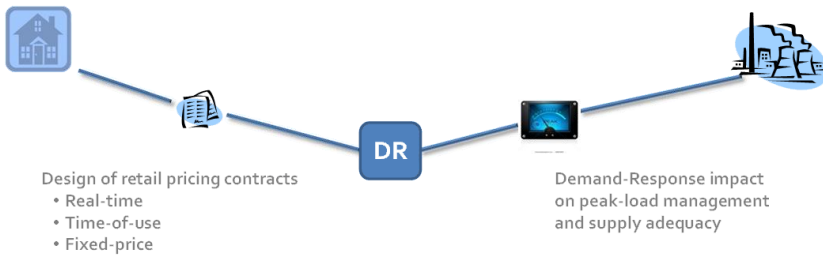 DR
Design of retail pricing contracts
• Real-time
• Time-of-use
• Fixed-price
Demand-Response impact
on peak-load management
and supply adequacy